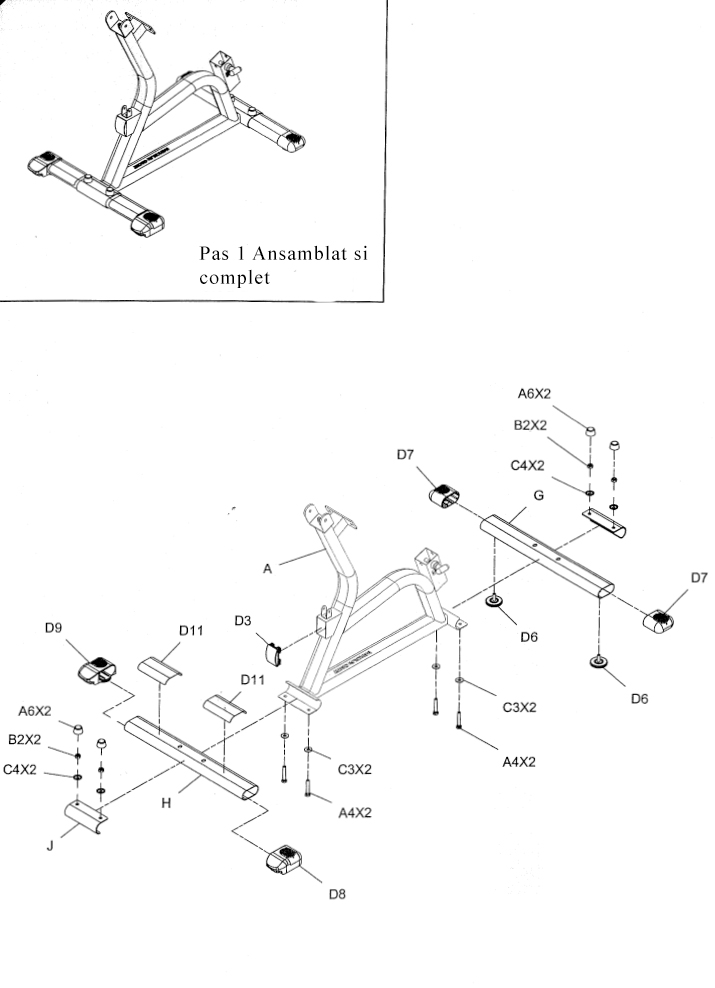 Pas 1 Ansamblat si
complet
A6X2
B2X2
D7
C4X2
G
A
D7
D3
D6
D9
D11
D6
D11
A6X2
C3X2
B2X2
A4X2
C4X2
C3X2
H
A4X2
J
D8